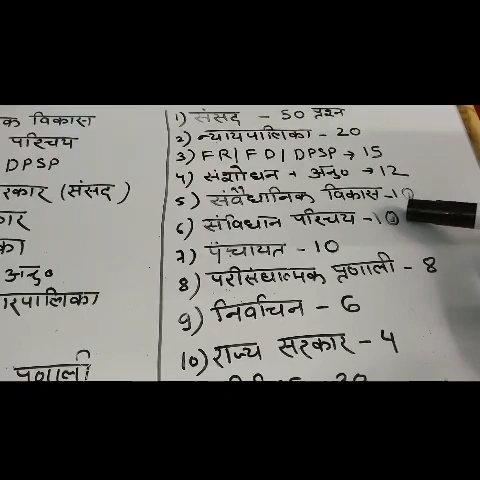 क विकास
परिचय
DPSP
रकार (संसद)
कार
का
अनु०
ारपालिका
प्रणाली
1) संसद - 50 प्रश्न
2) न्यायपालिका - 20
3) FR / FD / DPSP → 15
4) संशोधन + अनु० → 12
5) संवैधानिक विकास - 10
6) संविधान परिचय - 10
7) पंचायत - 10
8) परीसंघात्मक प्रणाली - 8
9) निर्वाचन - 6
10) राज्य सरकार - 4